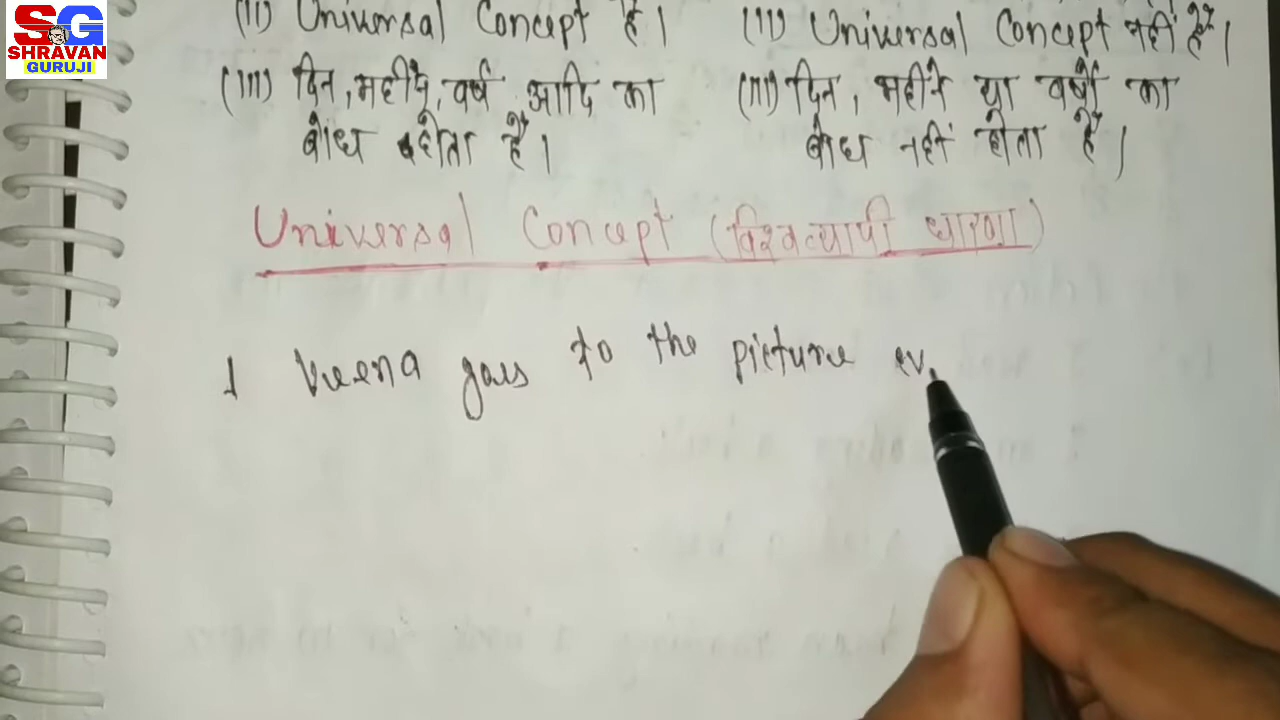 SG
SHRAVAN
GURUJI
(II) Universal Concept है। (II) Universal Concept नहीं है।
(III) दिन, महीने, वर्ष आदि का (III) दिन, महीने या वर्षों का
बोध होता है। बोध नहीं होता है।
Universal Concept (विश्वव्यापी धारणा)
1 Veena goes to the picture ev